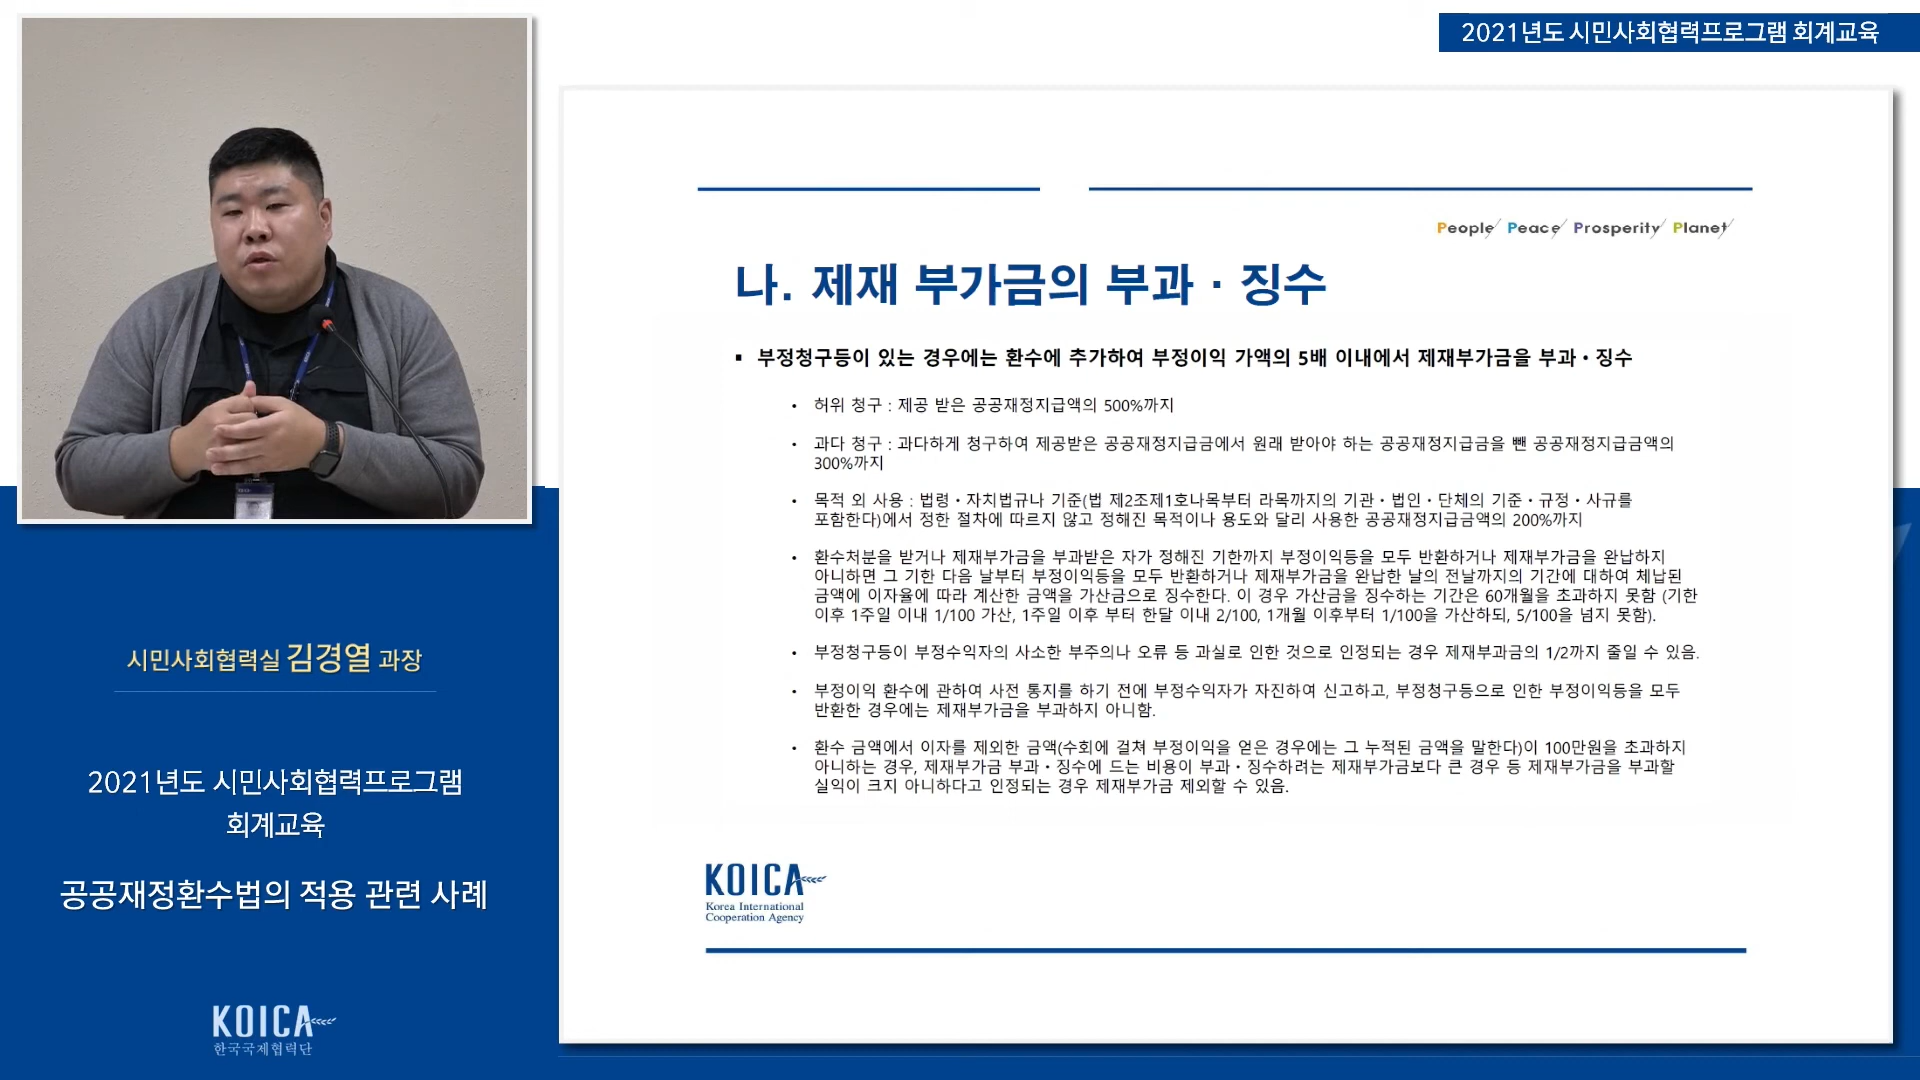 2021년도 시민사회협력프로그램 회계교육
People Peace Prosperity Planet
나. 제재 부가금의 부과 · 징수
▪ 부정청구등이 있는 경우에는 환수에 추가하여 부정이익 가액의 5배 이내에서 제재부가금을 부과 • 징수
• 허위 청구 : 제공 받은 공공재정지급액의 500%까지
• 과다 청구 : 과다하게 청구하여 제공받은 공공재정지급금에서 원래 받아야 하는 공공재정지급금을 뺀 공공재정지급금액의
300%까지
• 목적 외 사용 : 법령 • 자치법규나 기준(법 제2조제1호나목부터 라목까지의 기관 • 법인 • 단체의 기준 • 규정 • 사규를
포함한다)에서 정한 절차에 따르지 않고 정해진 목적이나 용도와 달리 사용한 공공재정지급금액의 200%까지
• 환수처분을 받거나 제재부가금을 부과받은 자가 정해진 기한까지 부정이익등을 모두 반환하거나 제재부가금을 완납하지
아니하면 그 기한 다음 날부터 부정이익등을 모두 반환하거나 제재부가금을 완납한 날의 전날까지의 기간에 대하여 체납된
금액에 이자율에 따라 계산한 금액을 가산금으로 징수한다. 이 경우 가산금을 징수하는 기간은 60개월을 초과하지 못함 (기한
이후 1주일 이내 1/100 가산, 1주일 이후 부터 한달 이내 2/100, 1개월 이후부터 1/100을 가산하되, 5/100을 넘지 못함).
• 부정청구등이 부정수익자의 사소한 부주의나 오류 등 과실로 인한 것으로 인정되는 경우 제재부과금의 1/2까지 줄일 수 있음.
• 부정이익 환수에 관하여 사전 통지를 하기 전에 부정수익자가 자진하여 신고하고, 부정청구등으로 인한 부정이익등을 모두
반환한 경우에는 제재부가금을 부과하지 아니함.
• 환수 금액에서 이자를 제외한 금액(수회에 걸쳐 부정이익을 얻은 경우에는 그 누적된 금액을 말한다)이 100만원을 초과하지
아니하는 경우, 제재부가금 부과 • 징수에 드는 비용이 부과 • 징수하려는 제재부가금보다 큰 경우 등 제재부가금을 부과할
실익이 크지 아니하다고 인정되는 경우 제재부가금 제외할 수 있음.
KOICA
Korea International
Cooperation Agency
시민사회협력실 김경열 과장
2021년도 시민사회협력프로그램
회계교육
공공재정환수법의 적용 관련 사례
KOICA
한국국제협력단